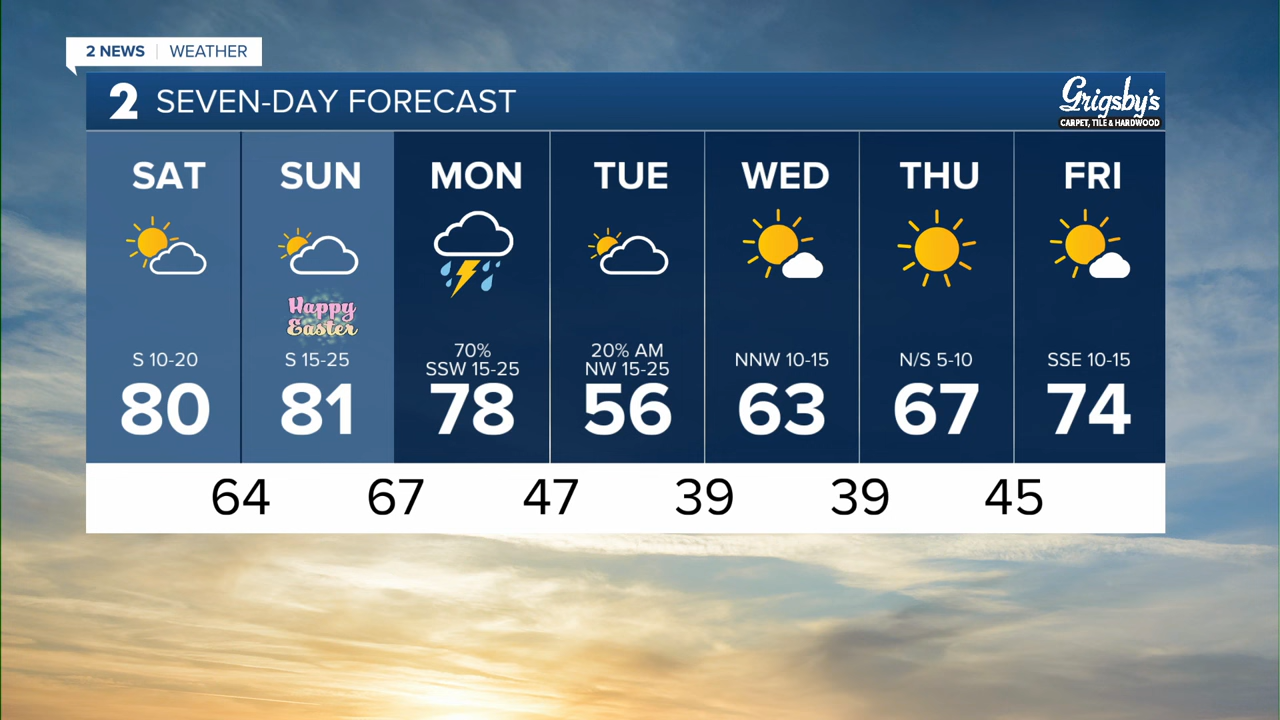 2 NEWS | WEATHER
2 SEVEN-DAY FORECAST
Grigsby's
CARPET, TILE & HARDWOOD
SAT SUN MON TUE WED THU FRI
Happy
Easter
70% 20% AM
S 10-20 S 15-25 SSW 15-25 NW 15-25 NNW 10-15 N/S 5-10 SSE 10-15
80 81 78 56 63 67 74
64 67 47 39 39 45